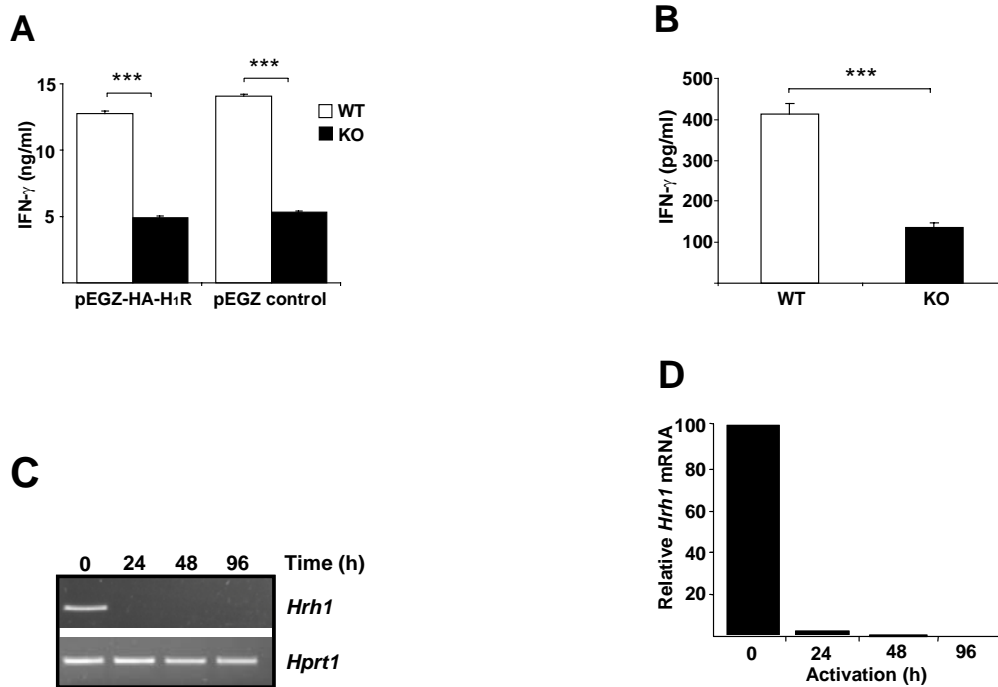 A
IFN-γ (ng/ml)
15
10
5
***
***
WT
KO
pEGZ-HA-H₁R
pEGZ control
B
IFN-γ (pg/ml)
500
400
300
200
100
***
WT
KO
C
0 24 48 96 Time (h)
Hrh1
Hprt1
D
Relative Hrh1 mRNA
100
80
60
40
20
0 24 48 96
Activation (h)